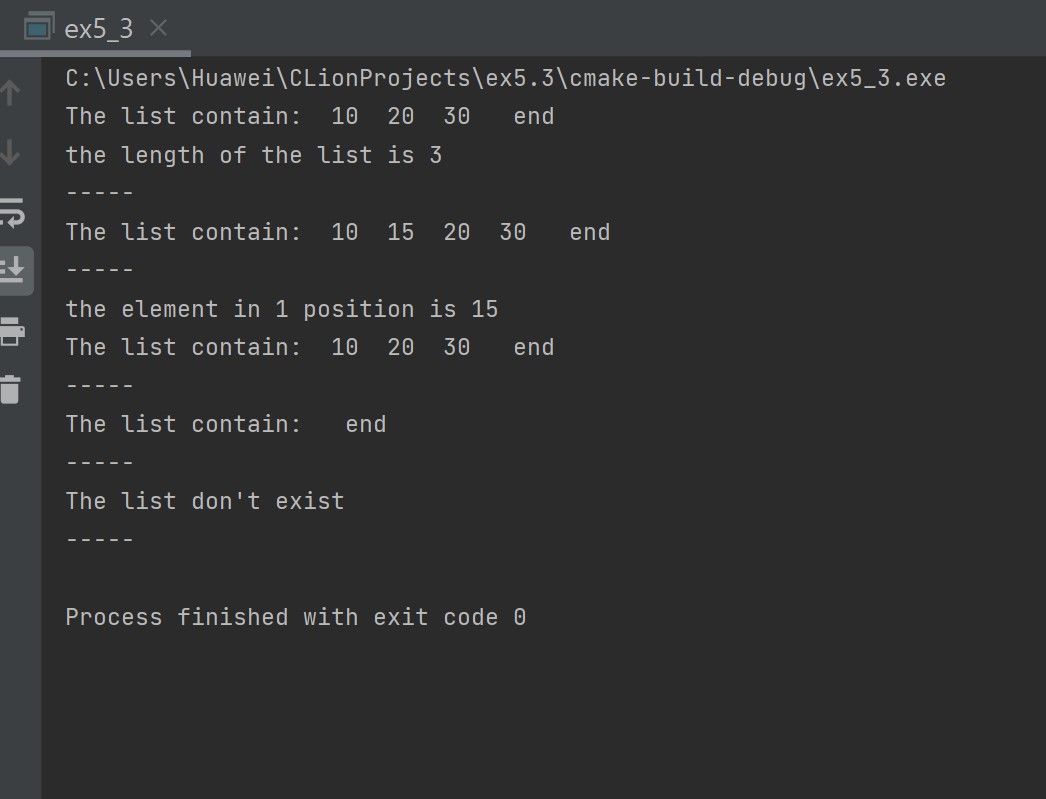 ex5_3
C:\Users\Huawei\CLionProjects\ex5.3\cmake-build-debug\ex5_3.exe
The list contain:  10  20  30   end
the length of the list is 3
-----
The list contain:  10  15  20  30   end
-----
the element in 1 position is 15
The list contain:  10  20  30   end
-----
The list contain:   end
-----
The list don't exist
-----
Process finished with exit code 0